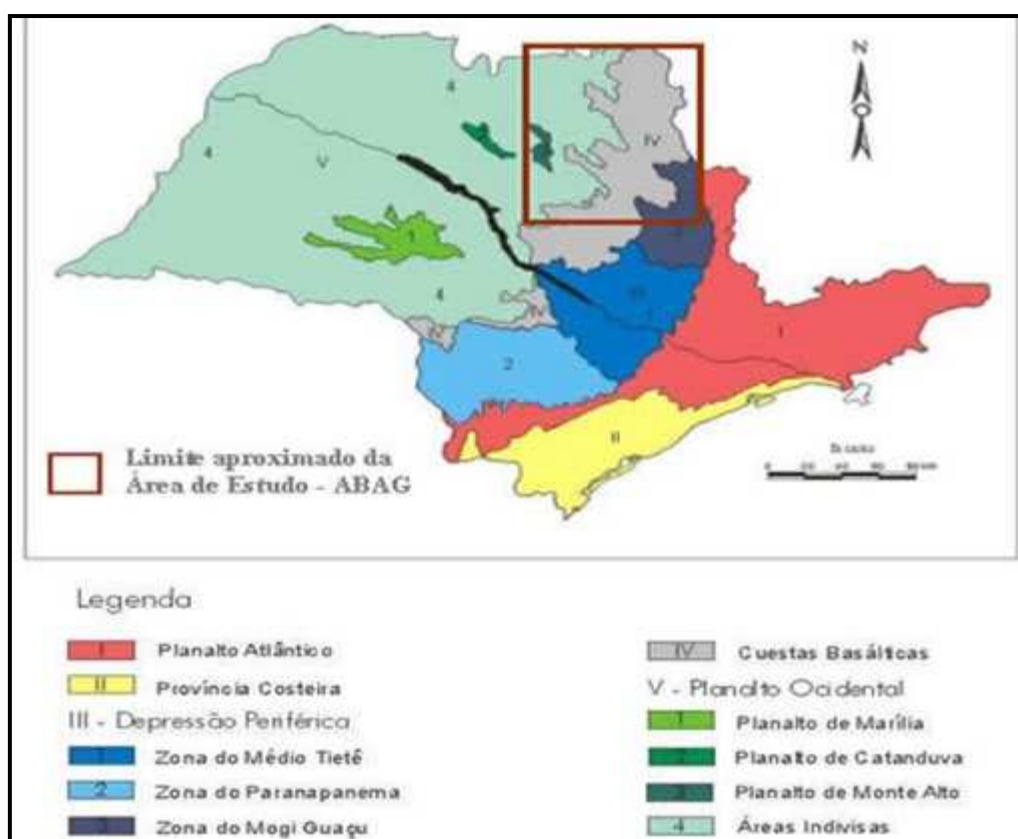 N
4
4
V
IV
1
4
IV
IV
I
2
II
Limite aproximado da
Área de Estudo - ABAG
Legenda
I Planalto Atlântico
II Província Costeira
III - Depressão Periférica
1 Zona do Médio Tietê
2 Zona do Paranapanema
3 Zona do Mogi Guaçu
IV Cuestas Basálticas
V - Planalto Ocidental
1 Planalto de Marília
2 Planalto de Catanduva
3 Planalto de Monte Alto
4 Áreas Indivisas